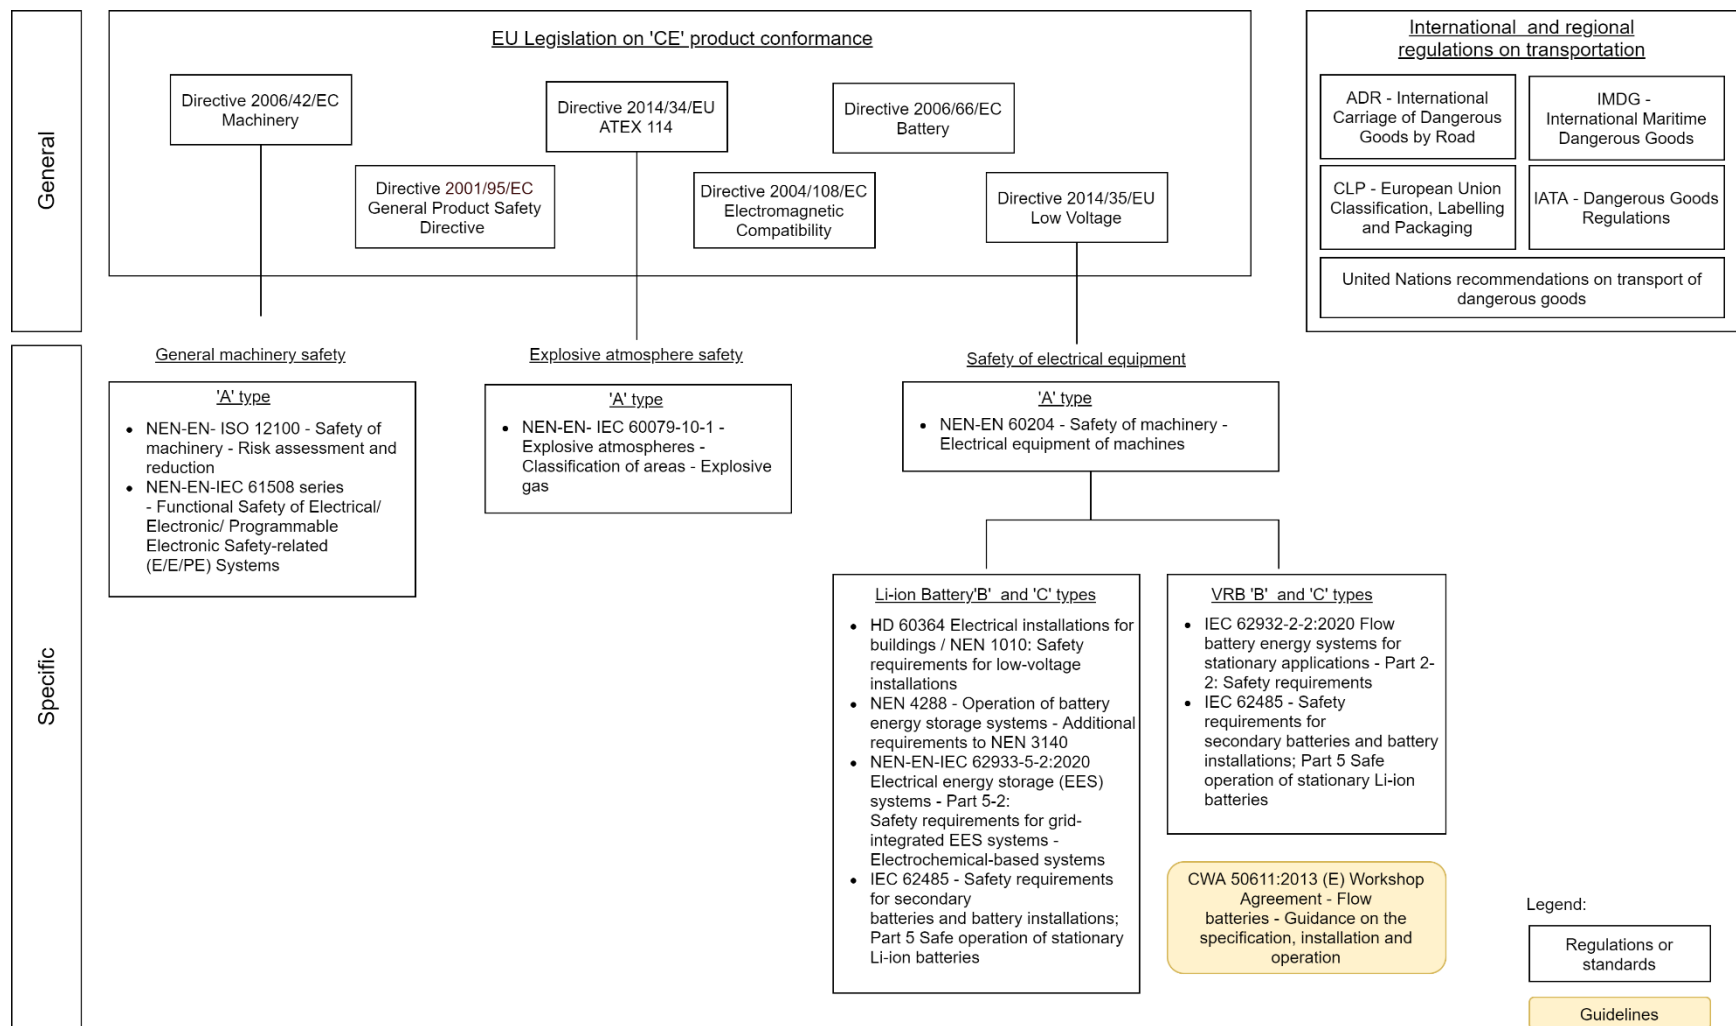 General
EU Legislation on 'CE' product conformance
Directive 2006/42/EC
Machinery
Directive 2014/34/EU
ATEX 114
Directive 2006/66/EC
Battery
Directive 2001/95/EC
General Product Safety
Directive
Directive 2004/108/EC
Electromagnetic
Compatibility
Directive 2014/35/EU
Low Voltage
International and regional
regulations on transportation
ADR - International
Carriage of Dangerous
Goods by Road
IMDG -
International Maritime
Dangerous Goods
CLP - European Union
Classification, Labelling
and Packaging
IATA - Dangerous Goods
Regulations
United Nations recommendations on transport of
dangerous goods
Specific
General machinery safety
'A' type
• NEN-EN- ISO 12100 - Safety of
machinery - Risk assessment and
reduction
• NEN-EN-IEC 61508 series
- Functional Safety of Electrical/
Electronic/ Programmable
Electronic Safety-related
(E/E/PE) Systems
Explosive atmosphere safety
'A' type
• NEN-EN- IEC 60079-10-1 -
Explosive atmospheres -
Classification of areas - Explosive
gas
Safety of electrical equipment
'A' type
• NEN-EN 60204 - Safety of machinery -
Electrical equipment of machines
Li-ion Battery'B' and 'C' types
• HD 60364 Electrical installations for
buildings / NEN 1010: Safety
requirements for low-voltage
installations
• NEN 4288 - Operation of battery
energy storage systems - Additional
requirements to NEN 3140
• NEN-EN-IEC 62933-5-2:2020
Electrical energy storage (EES)
systems - Part 5-2:
Safety requirements for grid-
integrated EES systems -
Electrochemical-based systems
• IEC 62485 - Safety requirements
for secondary
batteries and battery installations;
Part 5 Safe operation of stationary
Li-ion batteries
VRB 'B' and 'C' types
• IEC 62932-2-2:2020 Flow
battery energy systems for
stationary applications - Part 2-
2: Safety requirements
• IEC 62485 - Safety
requirements for
secondary batteries and battery
installations; Part 5 Safe
operation of stationary Li-ion
batteries
CWA 50611:2013 (E) Workshop
Agreement - Flow
batteries - Guidance on the
specification, installation and
operation
Legend:
Regulations or
standards
Guidelines